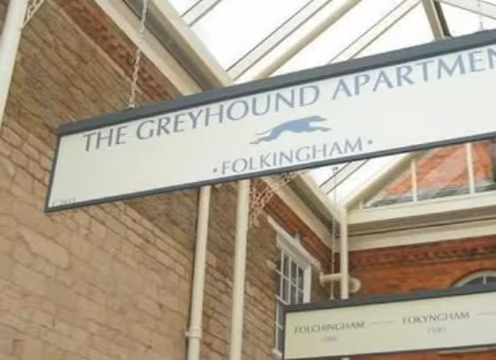 THE GREYHOUND APARTMEN
·FOLKINGHAM·
FOLCHINGHAM — FOKYNGHAM —